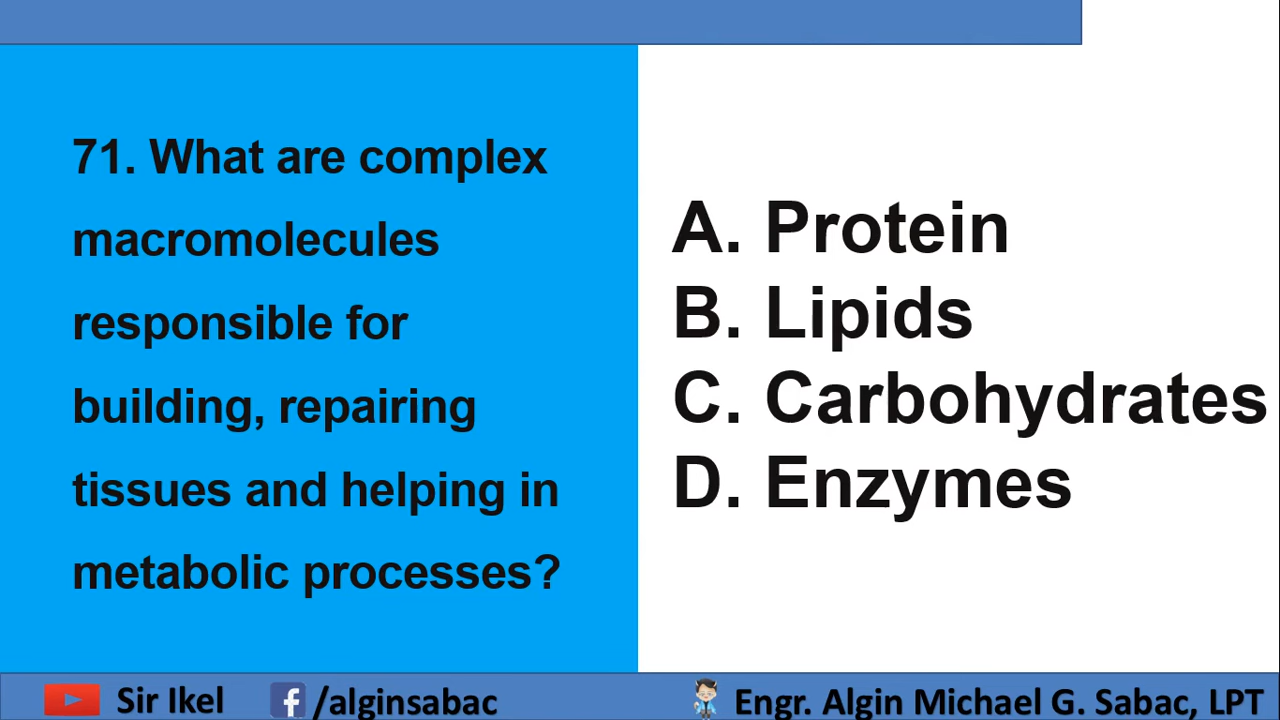 71. What are complex
macromolecules
responsible for
building, repairing
tissues and helping in
metabolic processes?
A. Protein
B. Lipids
C. Carbohydrates
D. Enzymes
Sir Ikel
/alginsabac
Engr. Algin Michael G. Sabac, LPT